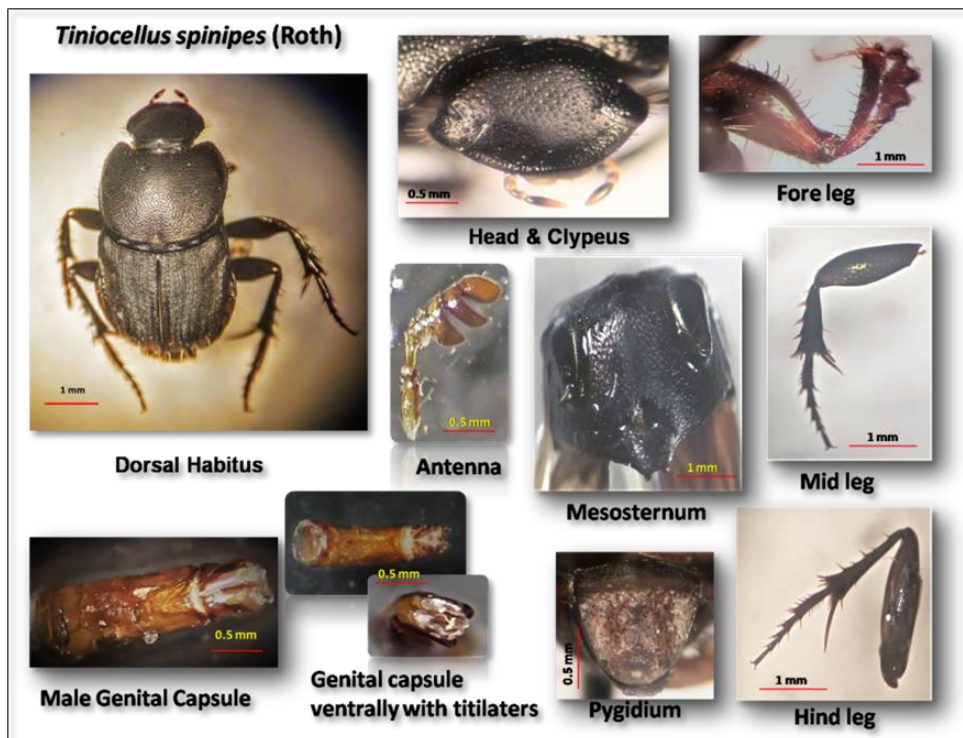 Tiniocellus spinipes (Roth)
1 mm
Dorsal Habitus
0.5 mm
Head & Clypeus
1 mm
Fore leg
0.5 mm
Antenna
1 mm
Mesosternum
1 mm
Mid leg
0.5 mm
Male Genital Capsule
0.5 mm
Genital capsule
ventrally with titilaters
0.5 mm
Pygidium
1 mm
Hind leg